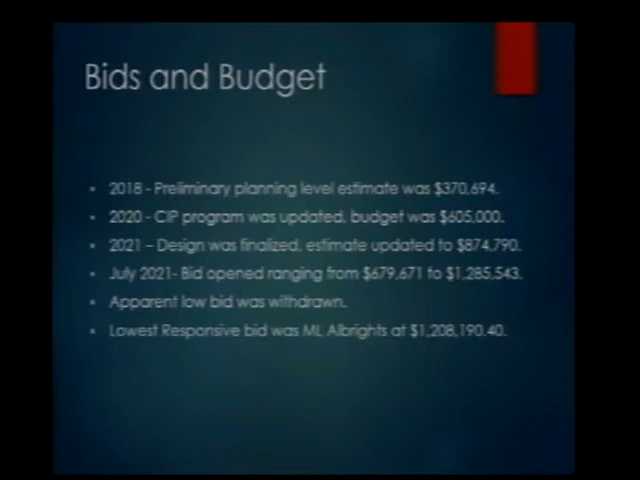 Bids and Budget
2018 - Preliminary planning level estimate was $370,694.
2020 - CIP program was updated, budget was $605,000.
2021 – Design was finalized, estimate updated to $874,790.
July 2021- Bid opened ranging from $679,671 to $1,285,543.
Apparent low bid was withdrawn.
Lowest Responsive bid was ML Albrights at $1,208,190.40.